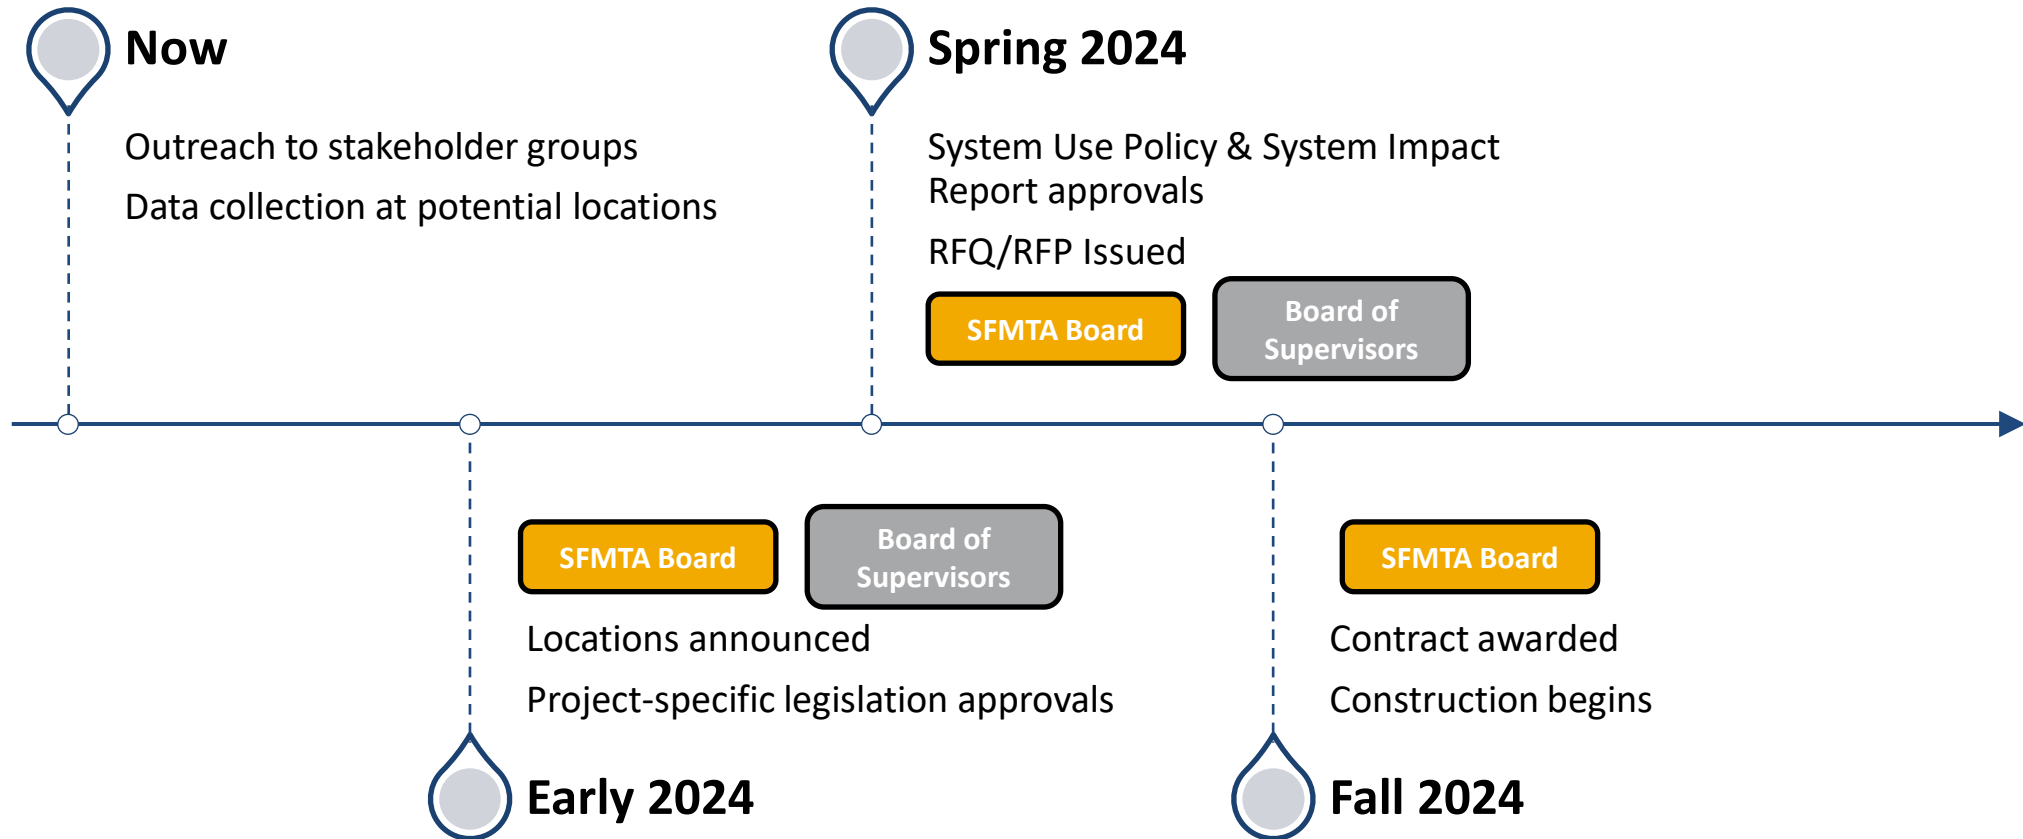 Now
Outreach to stakeholder groups
Data collection at potential locations
Spring 2024
System Use Policy & System Impact
Report approvals
RFQ/RFP Issued
SFMTA Board
Board of
Supervisors
SFMTA Board
Board of
Supervisors
Locations announced
Project-specific legislation approvals
Early 2024
SFMTA Board
Contract awarded
Construction begins
Fall 2024